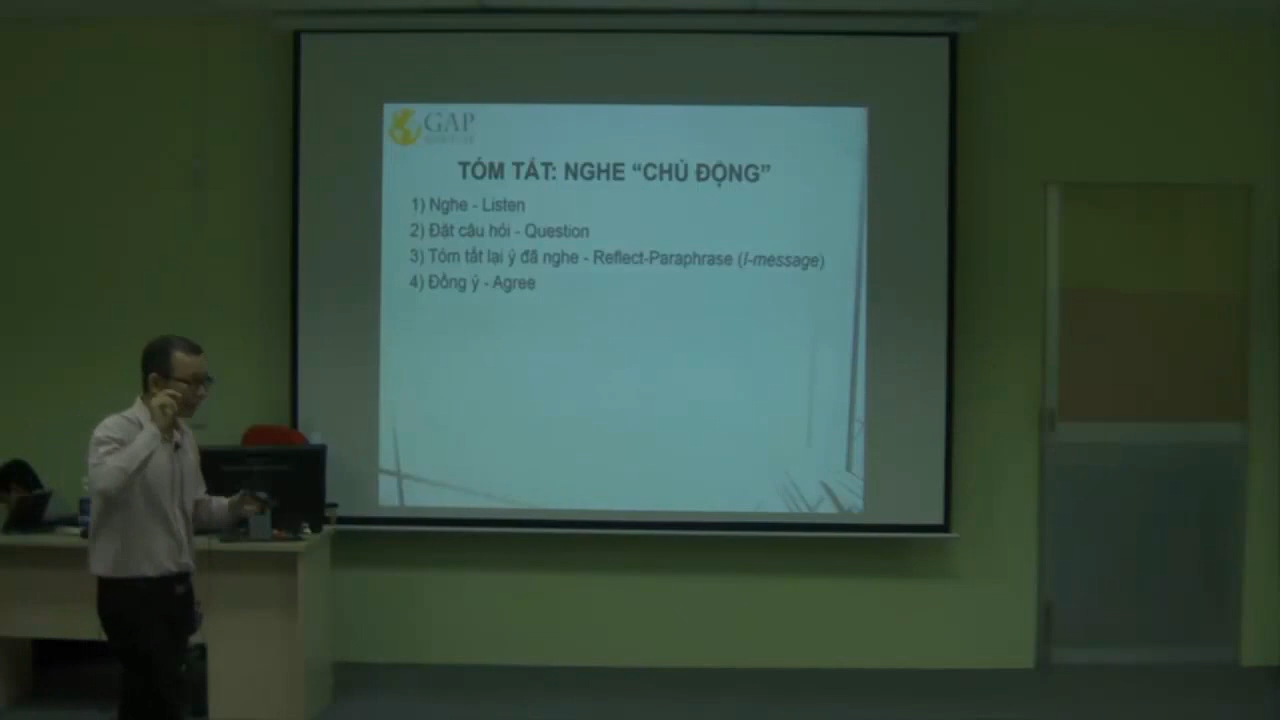 GAP
TÓM TẮT: NGHE “CHỦ ĐỘNG”
1) Nghe - Listen
2) Đặt câu hỏi - Question
3) Tóm tắt lại ý đã nghe - Reflect-Paraphrase (I-message)
4) Đồng ý - Agree